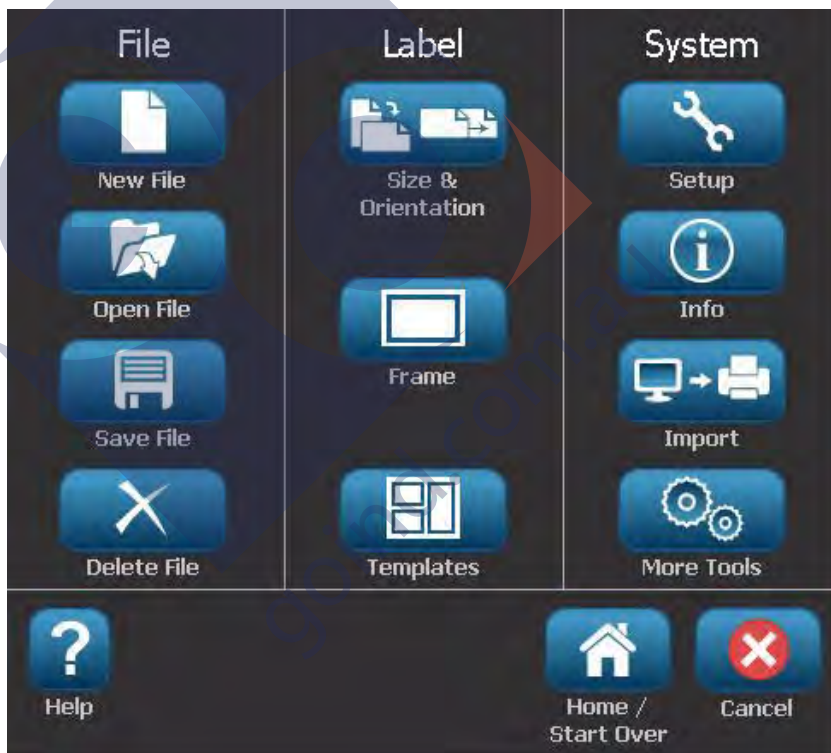 File
New File
Open File
Save File
Delete File
Label
Size &
Orientation
Frame
Templates
System
Setup
Info
Import
More Tools
?
Help
Home /
Start Over
Cancel